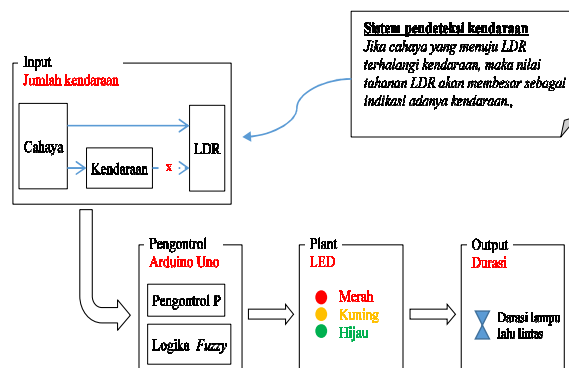 Sistem pendeteksi kendaraan
Jika cahaya yang menuju LDR
terhalangi kendaraan, maka nilai
tahanan LDR akan membesar sebagai
indikasi adanya kendaraan.,
Input
Jumlah kendaraan
Cahaya
Kendaraan
x
LDR
Pengontrol
Arduino Uno
Pengontrol P
Logika Fuzzy
Plant
LED
Merah
Kuning
Hijau
Output
Durasi
Darasi lampu
lalu lintas